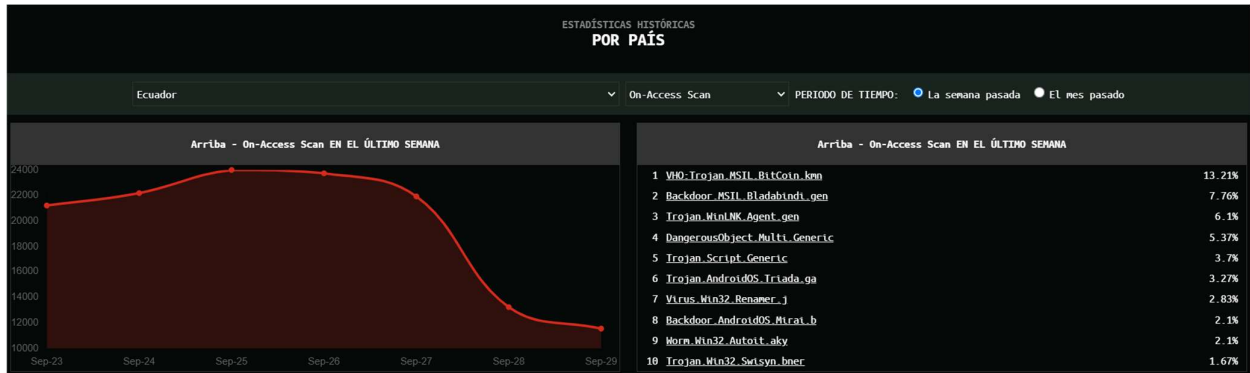 ESTADÍSTICAS HISTÓRICAS
POR PAÍS
Ecuador
On-Access Scan
PERIODO DE TIEMPO: La semana pasada El mes pasado
Arriba - On-Access Scan EN EL ÚLTIMO SEMANA
24000
22000
20000
18000
16000
14000
12000
10000
Sep-23 Sep-24 Sep-25 Sep-26 Sep-27 Sep-28 Sep-29
Arriba - On-Access Scan EN EL ÚLTIMO SEMANA
1 VHO:Trojan.MSIL.BitCoin.kmn 13.21%
2 Backdoor.MSIL.Bladabindi.gen 7.76%
3 Trojan.WinLNK.Agent.gen 6.1%
4 DangerousObject.Multi.Generic 5.37%
5 Trojan.Script.Generic 3.7%
6 Trojan.AndroidOS.Triada.ga 3.27%
7 Virus.Win32.Renamer.j 2.83%
8 Backdoor.AndroidOS.Mirai.b 2.1%
9 Worm.Win32.Autoit.aky 2.1%
10 Trojan.Win32.Swisyn.bner 1.67%